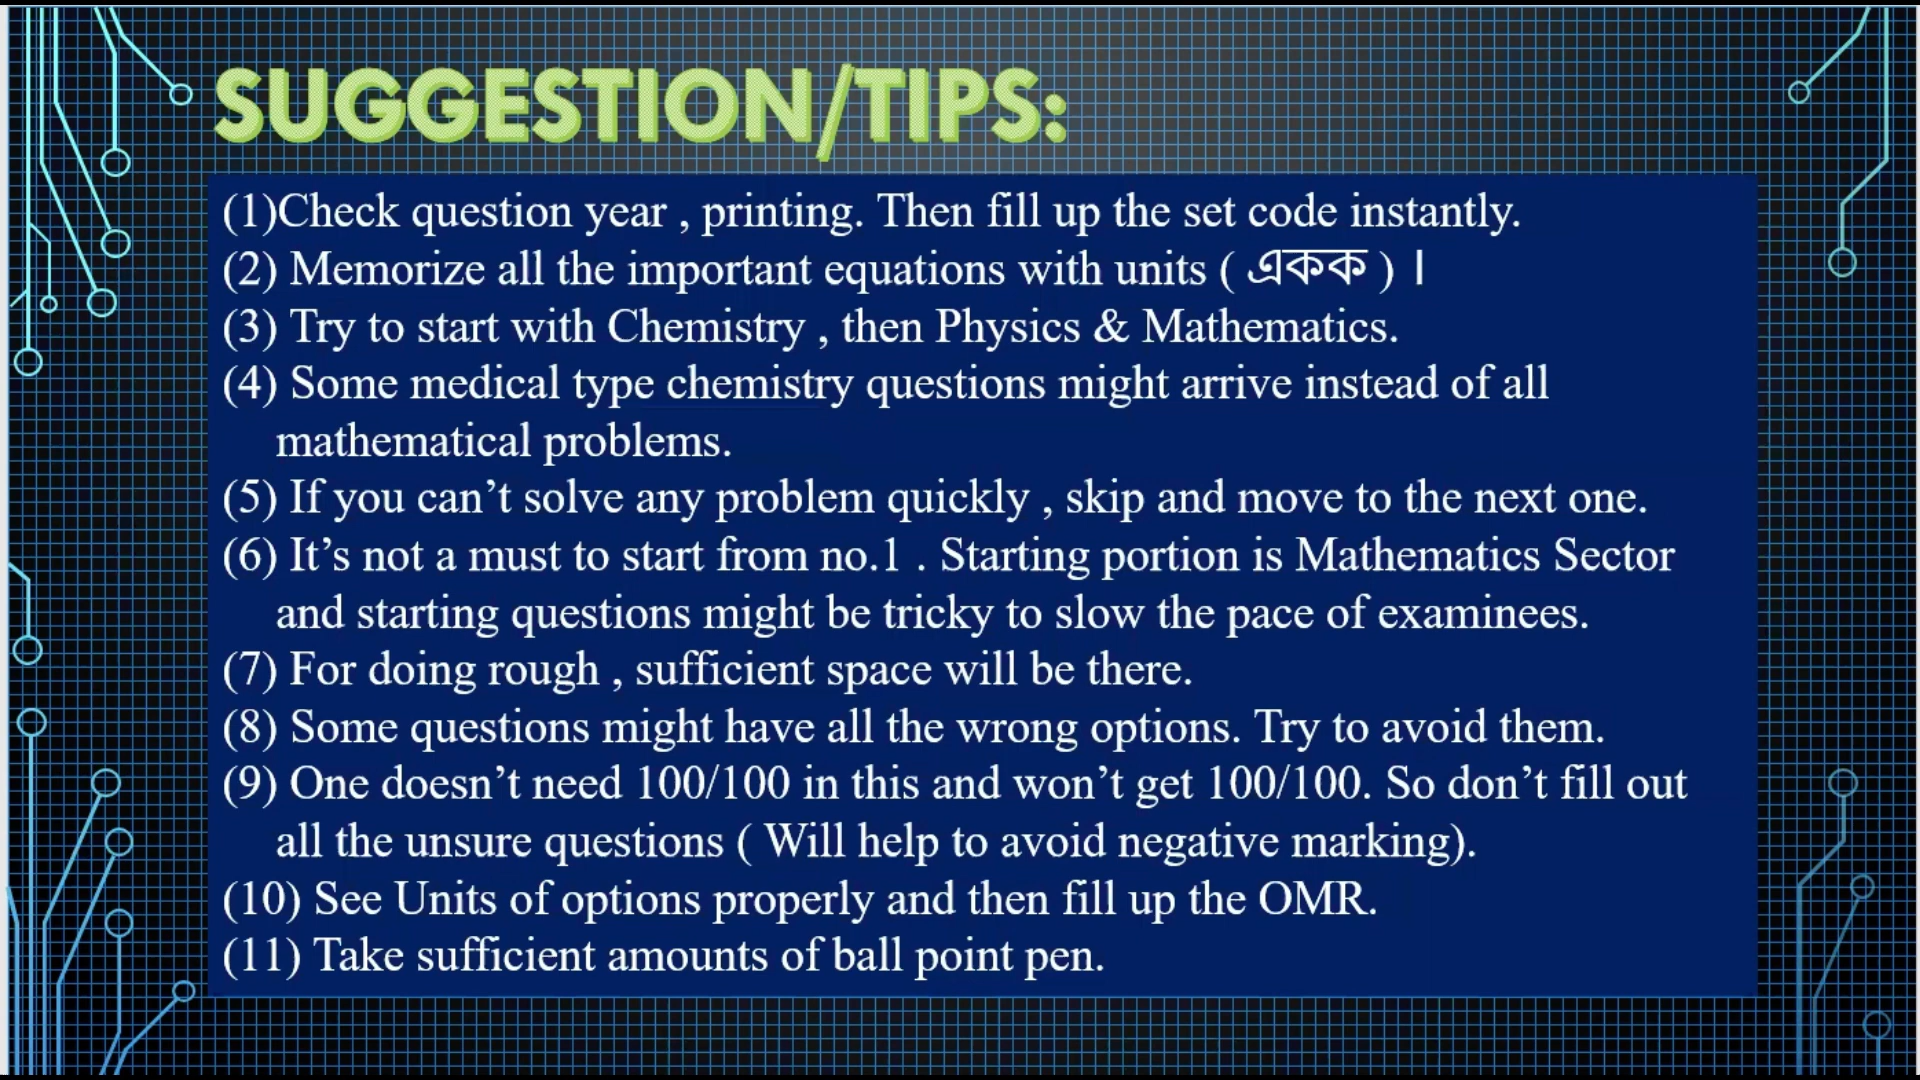 SUGGESTION/TIPS:
(1)Check question year , printing. Then fill up the set code instantly.
(2) Memorize all the important equations with units ( একক ) ।
(3) Try to start with Chemistry , then Physics & Mathematics.
(4) Some medical type chemistry questions might arrive instead of all
mathematical problems.
(5) If you can’t solve any problem quickly , skip and move to the next one.
(6) It’s not a must to start from no.1 . Starting portion is Mathematics Sector
and starting questions might be tricky to slow the pace of examinees.
(7) For doing rough , sufficient space will be there.
(8) Some questions might have all the wrong options. Try to avoid them.
(9) One doesn’t need 100/100 in this and won’t get 100/100. So don’t fill out
all the unsure questions ( Will help to avoid negative marking).
(10) See Units of options properly and then fill up the OMR.
(11) Take sufficient amounts of ball point pen.